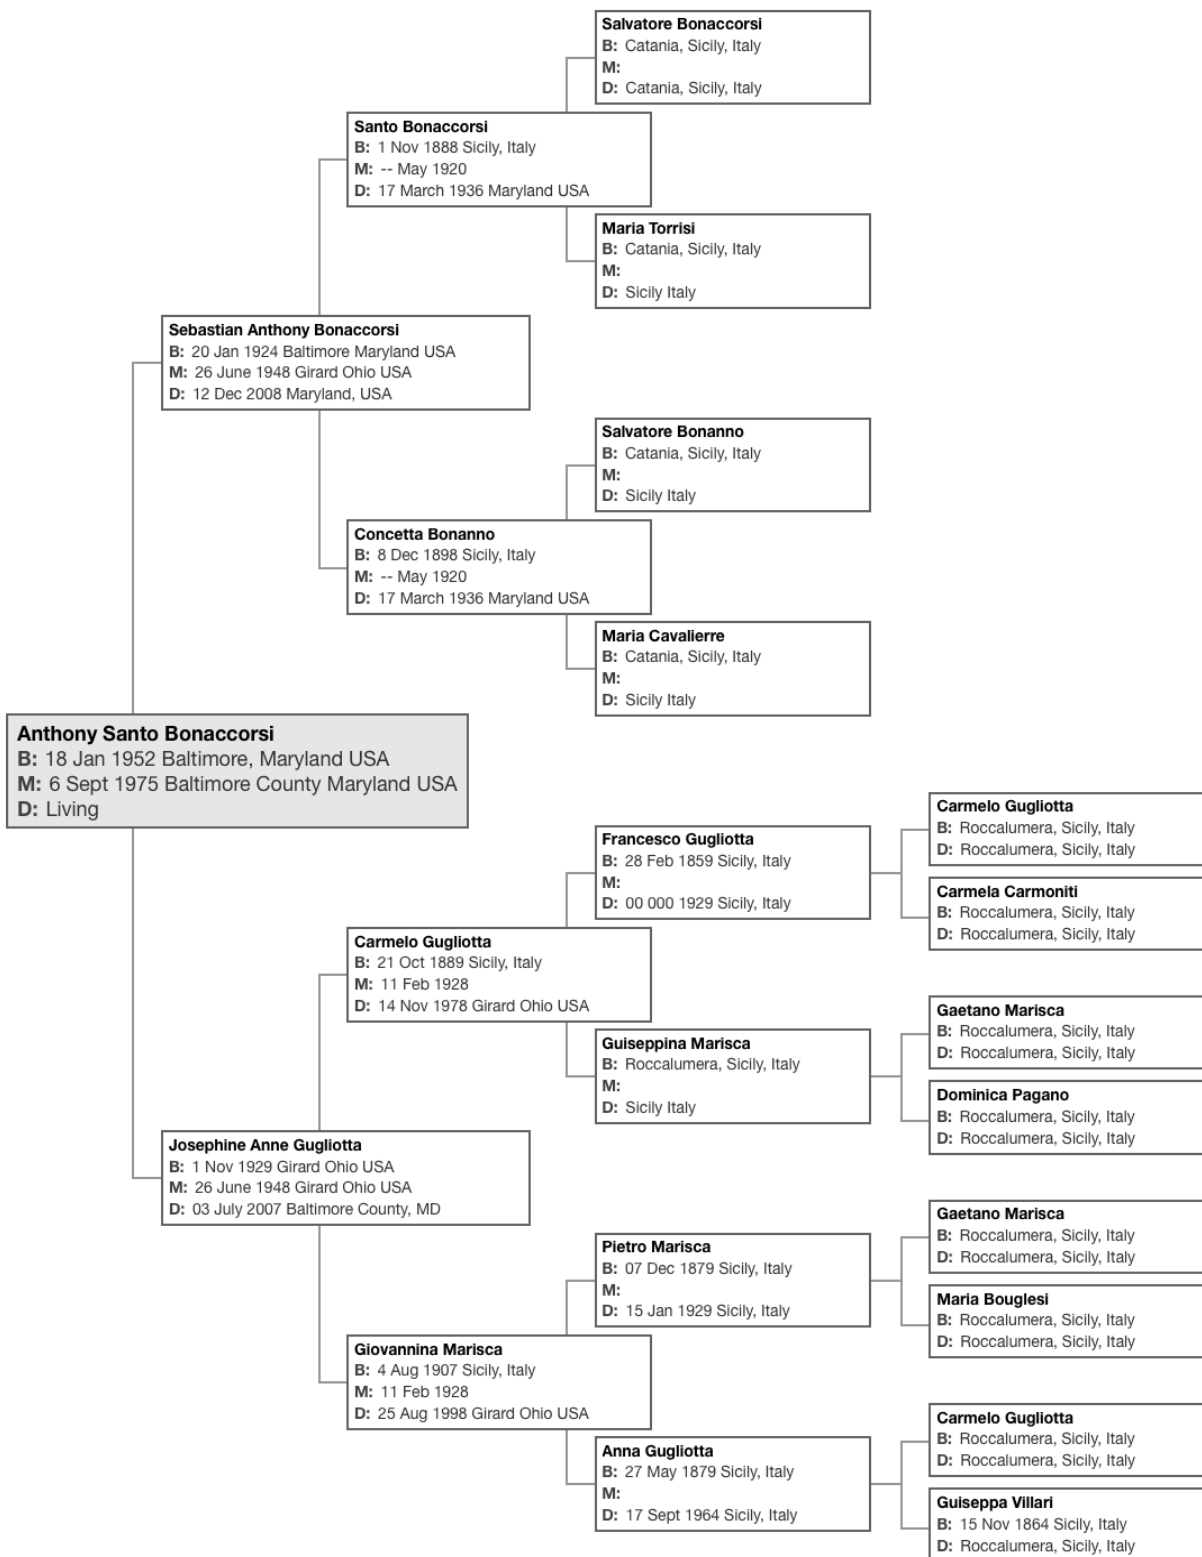 Salvatore Bonaccorsi
B: Catania, Sicily, Italy
M:
D: Catania, Sicily, Italy
Santo Bonaccorsi
B: 1 Nov 1888 Sicily, Italy
M: -- May 1920
D: 17 March 1936 Maryland USA
Maria Torrisi
B: Catania, Sicily, Italy
M:
D: Sicily Italy
Sebastian Anthony Bonaccorsi
B: 20 Jan 1924 Baltimore Maryland USA
M: 26 June 1948 Girard Ohio USA
D: 12 Dec 2008 Maryland, USA
Salvatore Bonanno
B: Catania, Sicily, Italy
M:
D: Sicily Italy
Concetta Bonanno
B: 8 Dec 1898 Sicily, Italy
M: -- May 1920
D: 17 March 1936 Maryland USA
Maria Cavalierre
B: Catania, Sicily, Italy
M:
D: Sicily Italy
Anthony Santo Bonaccorsi
B: 18 Jan 1952 Baltimore, Maryland USA
M: 6 Sept 1975 Baltimore County Maryland USA
D: Living
Carmelo Gugliotta
B: Roccalumera, Sicily, Italy
D: Roccalumera, Sicily, Italy
Francesco Gugliotta
B: 28 Feb 1859 Sicily, Italy
M:
D: 00 000 1929 Sicily, Italy
Carmela Carmoniti
B: Roccalumera, Sicily, Italy
D: Roccalumera, Sicily, Italy
Carmelo Gugliotta
B: 21 Oct 1889 Sicily, Italy
M: 11 Feb 1928
D: 14 Nov 1978 Girard Ohio USA
Gaetano Marisca
B: Roccalumera, Sicily, Italy
D: Roccalumera, Sicily, Italy
Guiseppina Marisca
B: Roccalumera, Sicily, Italy
M:
D: Sicily Italy
Dominica Pagano
B: Roccalumera, Sicily, Italy
D: Roccalumera, Sicily, Italy
Josephine Anne Gugliotta
B: 1 Nov 1929 Girard Ohio USA
M: 26 June 1948 Girard Ohio USA
D: 03 July 2007 Baltimore County, MD
Gaetano Marisca
B: Roccalumera, Sicily, Italy
D: Roccalumera, Sicily, Italy
Pietro Marisca
B: 07 Dec 1879 Sicily, Italy
M:
D: 15 Jan 1929 Sicily, Italy
Maria Bouglesi
B: Roccalumera, Sicily, Italy
D: Roccalumera, Sicily, Italy
Giovannina Marisca
B: 4 Aug 1907 Sicily, Italy
M: 11 Feb 1928
D: 25 Aug 1998 Girard Ohio USA
Carmelo Gugliotta
B: Roccalumera, Sicily, Italy
D: Roccalumera, Sicily, Italy
Anna Gugliotta
B: 27 May 1879 Sicily, Italy
M:
D: 17 Sept 1964 Sicily, Italy
Guiseppa Villari
B: 15 Nov 1864 Sicily, Italy
D: Roccalumera, Sicily, Italy